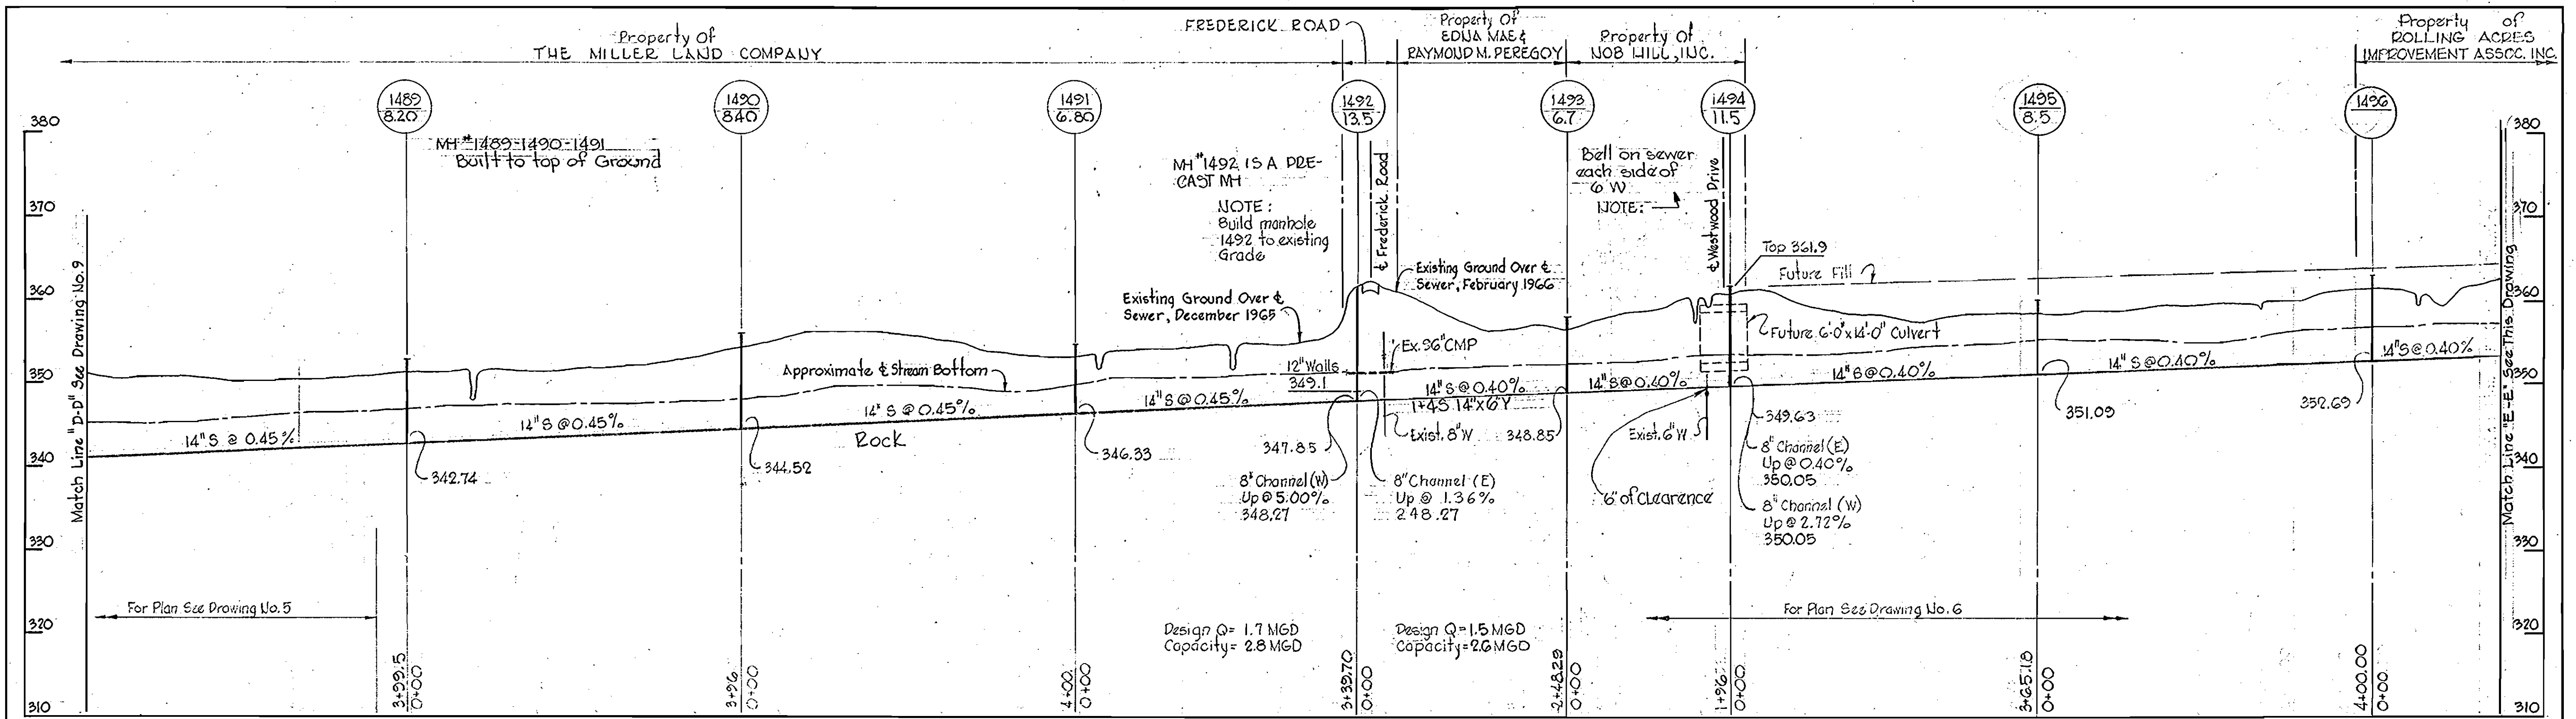 Property of
THE MILLER LAND COMPANY
FREDERICK ROAD
Property Of
EDNA MAE &
RAYMOND M. PEREGOY
Property of
NOB HILL, INC.
Property of
ROLLING ACRES
IMPROVEMENT ASSOC. INC.
1489
8.20
1490
840
1491
6.80
1492
13.5
1493
6.7
1494
11.5
1495
8.5
1496
380
370
360
350
340
330
320
310
Match Line "D-D" See Drawing No. 9
MH #1489-1490-1491
Built to top of Ground
MH #1492 IS A PRE-
CAST MH
NOTE:
Build manhole
1492 to existing
Grade
℄ Frederick Road
Bell on sewer
each side of
6 W
NOTE:
℄ Westwood Drive
Top 361.9
Future Fill
Existing Ground Over ℄
Sewer, December 1965
Existing Ground Over ℄
Sewer, February 1966
Future 6'-0" x 14'-0" Culvert
Approximate ℄ Stream Bottom
12" Walls
349.1
Ex. 96" CMP
14" S @ 0.45%
14" S @ 0.45%
14" S @ 0.45%
14" S @ 0.45%
14" S @ 0.40%
1+45 14"x6 Y
14" S @ 0.40%
14" S @ 0.40%
14" S @ 0.40%
14" S @ 0.40%
Rock
342.74
344.52
346.33
347.85
8" Channel (W)
Up @ 5.00%
348.27
Exist. 8" W
8" Channel (E)
Up @ 1.36%
248.27
348.85
Exist. 6" W
6" of Clearence
349.63
8" Channel (E)
Up @ 0.40%
350.05
8" Channel (W)
Up @ 2.72%
350.05
351.09
352.69
For Plan See Drawing No. 5
For Plan See Drawing No. 6
Design Q = 1.7 MGD
Capacity = 2.8 MGD
Design Q = 1.5 MGD
Capacity = 2.6 MGD
3+99.5
0+00
3+96
0+00
4+00
0+00
3+39.70
0+00
2+48.29
0+00
1+96
0+00
3+65.18
0+00
4+00.00
0+00
Match Line "E-E" See This Drawing
380
370
360
350
340
330
320
310